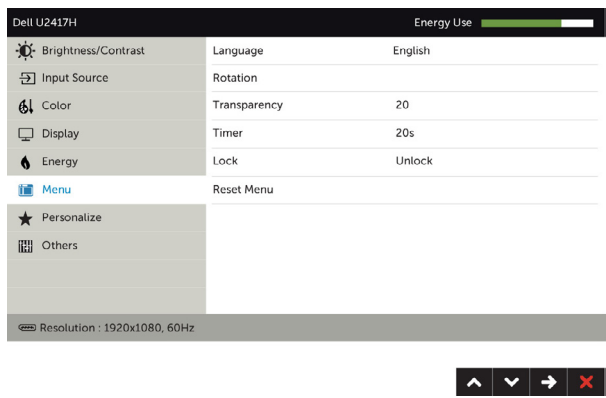 Dell U2417H Energy Use
Brightness/Contrast Language English
Input Source Rotation
Color Transparency 20
Display Timer 20s
Energy Lock Unlock
Menu Reset Menu
Personalize
Others
Resolution : 1920x1080, 60Hz